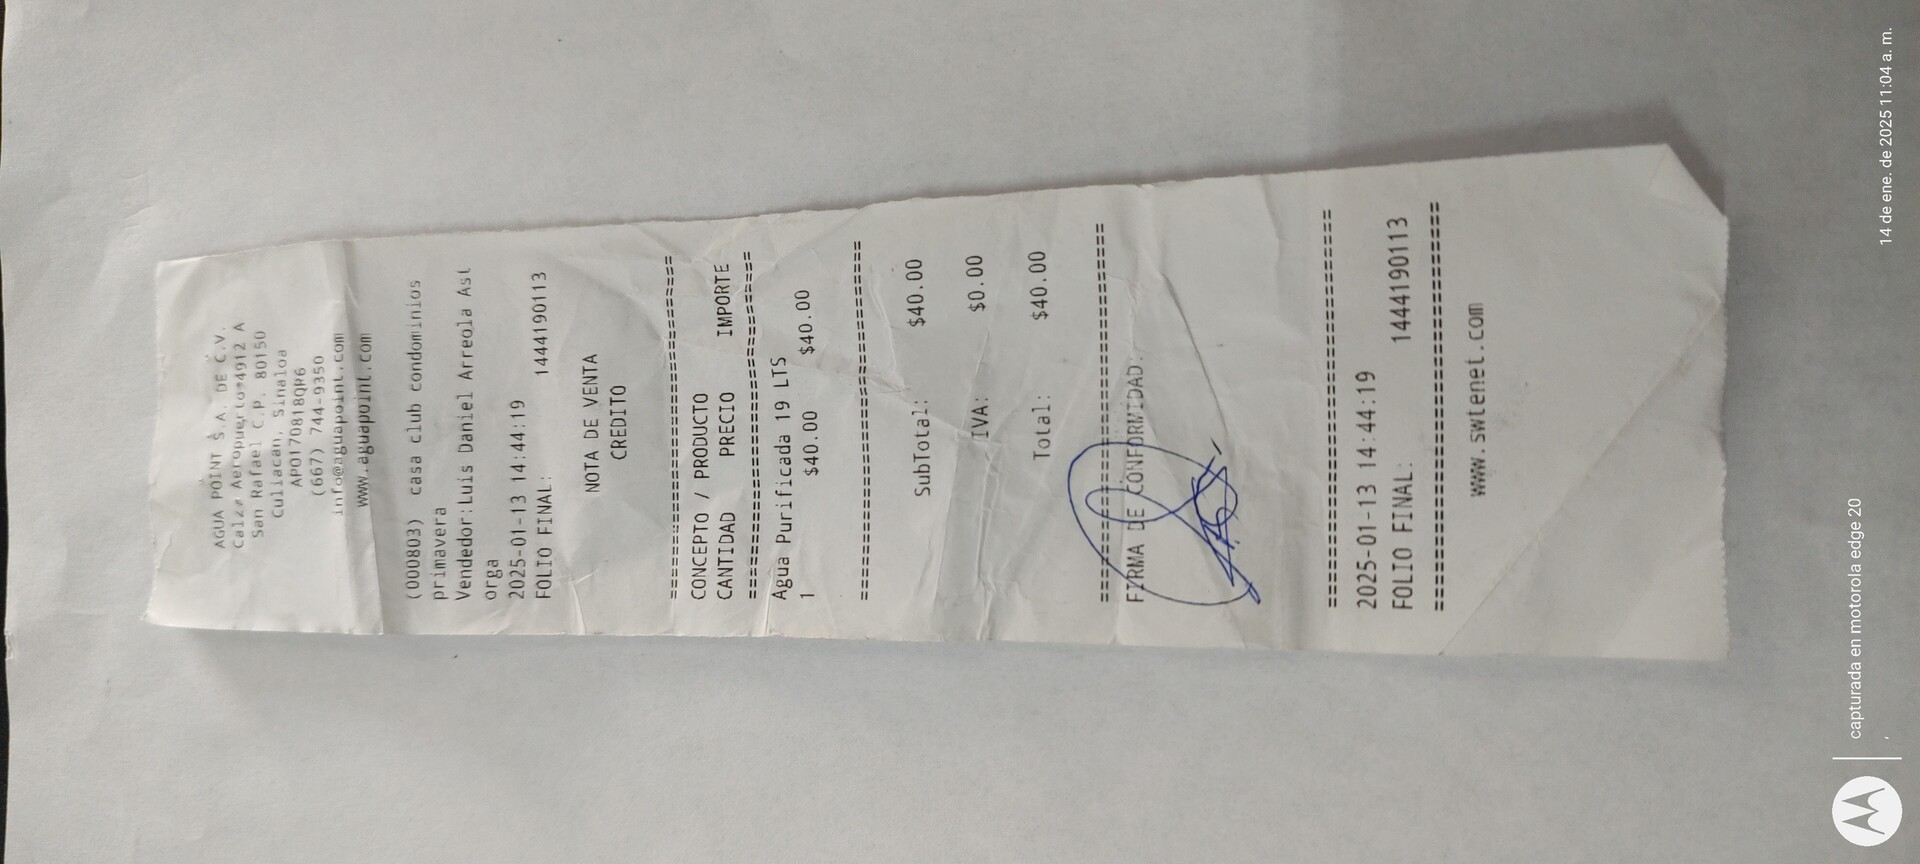 AGUA POINT S.A. DE C.V.
Aeropuerto 4912 A
San Rafael C.P. 80150
Culiacan, Sinaloa
APO170818QR6
(667) 744-9350
info@aguapoint.com
www.aguapoint.com
(000803) casa club condominios
primavera
Vendedor:Luis Daniel Arreola Ast
orga
2025-01-13 14:44:19
FOLIO FINAL: 1444190113
NOTA DE VENTA
CREDITO
================================
CONCEPTO / PRODUCTO
CANTIDAD PRECIO IMPORTE
================================
Agua Purificada 19 LTS
1 $40.00 $40.00
================================
SubTotal: $40.00
IVA: $0.00
Total: $40.00
================================
FIRMA DE CONFORMIDAD:
================================
2025-01-13 14:44:19
FOLIO FINAL: 1444190113
================================
www.swtenet.com
capturada en motorola edge 20
14 de ene. de 2025 11:04 a. m.